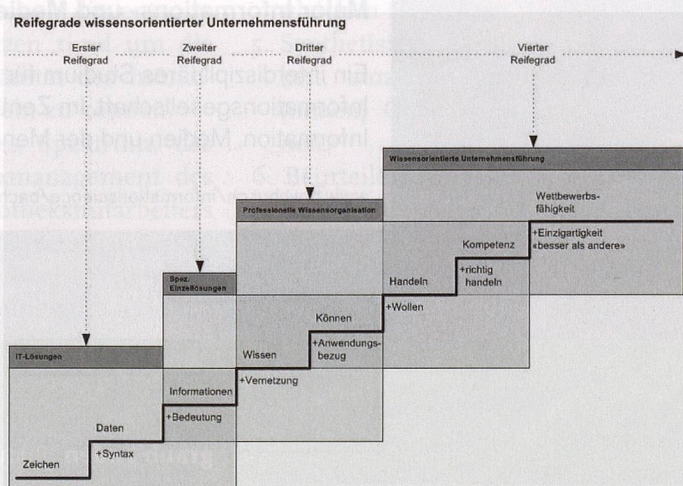 Reifegrade wissensorientierter Unternehmensführung
Erster
Reifegrad
Zweiter
Reifegrad
Dritter
Reifegrad
Vierter
Reifegrad
Wissensorientierte Unternehmensführung
Wettbewerbs-
fähigkeit
Professionelle Wissensorganisation
+Einzigartigkeit
«besser als andere»
Kompetenz
+richtig
handeln
Spez.
Einzellösungen
Handeln
+Wollen
Können
+Anwendungs-
bezug
IT-Lösungen
Wissen
+Vernetzung
Informationen
+Bedeutung
Daten
+Syntax
Zeichen